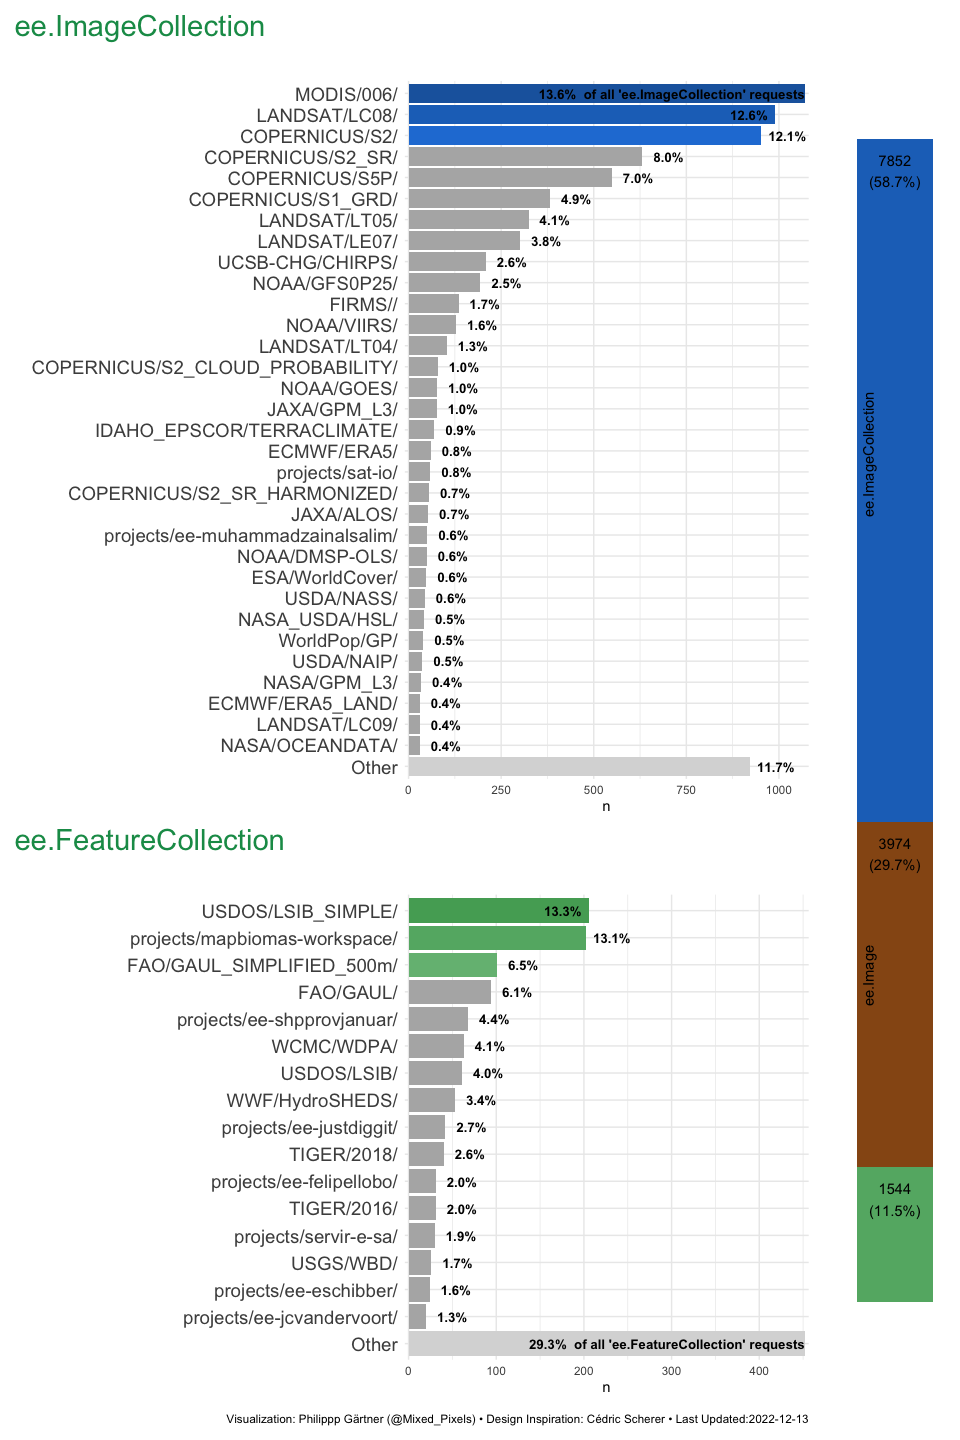 ee.ImageCollection
MODIS/006/ 13.6%  of all 'ee.ImageCollection' requests
LANDSAT/LC08/ 12.6%
COPERNICUS/S2/ 12.1%
COPERNICUS/S2_SR/ 8.0%
COPERNICUS/S5P/ 7.0%
COPERNICUS/S1_GRD/ 4.9%
LANDSAT/LT05/ 4.1%
LANDSAT/LE07/ 3.8%
UCSB-CHG/CHIRPS/ 2.6%
NOAA/GFS0P25/ 2.5%
FIRMS// 1.7%
NOAA/VIIRS/ 1.6%
LANDSAT/LT04/ 1.3%
COPERNICUS/S2_CLOUD_PROBABILITY/ 1.0%
NOAA/GOES/ 1.0%
JAXA/GPM_L3/ 1.0%
IDAHO_EPSCOR/TERRACLIMATE/ 0.9%
ECMWF/ERA5/ 0.8%
projects/sat-io/ 0.8%
COPERNICUS/S2_SR_HARMONIZED/ 0.7%
JAXA/ALOS/ 0.7%
projects/ee-muhammadzainalsalim/ 0.6%
NOAA/DMSP-OLS/ 0.6%
ESA/WorldCover/ 0.6%
USDA/NASS/ 0.6%
NASA_USDA/HSL/ 0.5%
WorldPop/GP/ 0.5%
USDA/NAIP/ 0.5%
NASA/GPM_L3/ 0.4%
ECMWF/ERA5_LAND/ 0.4%
LANDSAT/LC09/ 0.4%
NASA/OCEANDATA/ 0.4%
Other 11.7%
0 250 500 750 1000
n
ee.FeatureCollection
USDOS/LSIB_SIMPLE/ 13.3%
projects/mapbiomas-workspace/ 13.1%
FAO/GAUL_SIMPLIFIED_500m/ 6.5%
FAO/GAUL/ 6.1%
projects/ee-shpprovjanuar/ 4.4%
WCMC/WDPA/ 4.1%
USDOS/LSIB/ 4.0%
WWF/HydroSHEDS/ 3.4%
projects/ee-justdiggit/ 2.7%
TIGER/2018/ 2.6%
projects/ee-felipellobo/ 2.0%
TIGER/2016/ 2.0%
projects/servir-e-sa/ 1.9%
USGS/WBD/ 1.7%
projects/ee-eschibber/ 1.6%
projects/ee-jcvandervoort/ 1.3%
Other 29.3%  of all 'ee.FeatureCollection' requests
0 100 200 300 400
n
7852
(58.7%)
ee.ImageCollection
3974
(29.7%)
ee.Image
1544
(11.5%)
Visualization: Philippp Gärtner (@Mixed_Pixels) • Design Inspiration: Cédric Scherer • Last Updated:2022-12-13